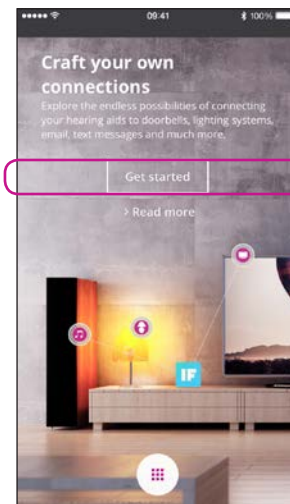 09:41 100%
Craft your own
connections
Explore the endless possibilities of connecting
your hearing aids to doorbells, lighting systems,
email, text messages and much more.
Get started
> Read more
IF